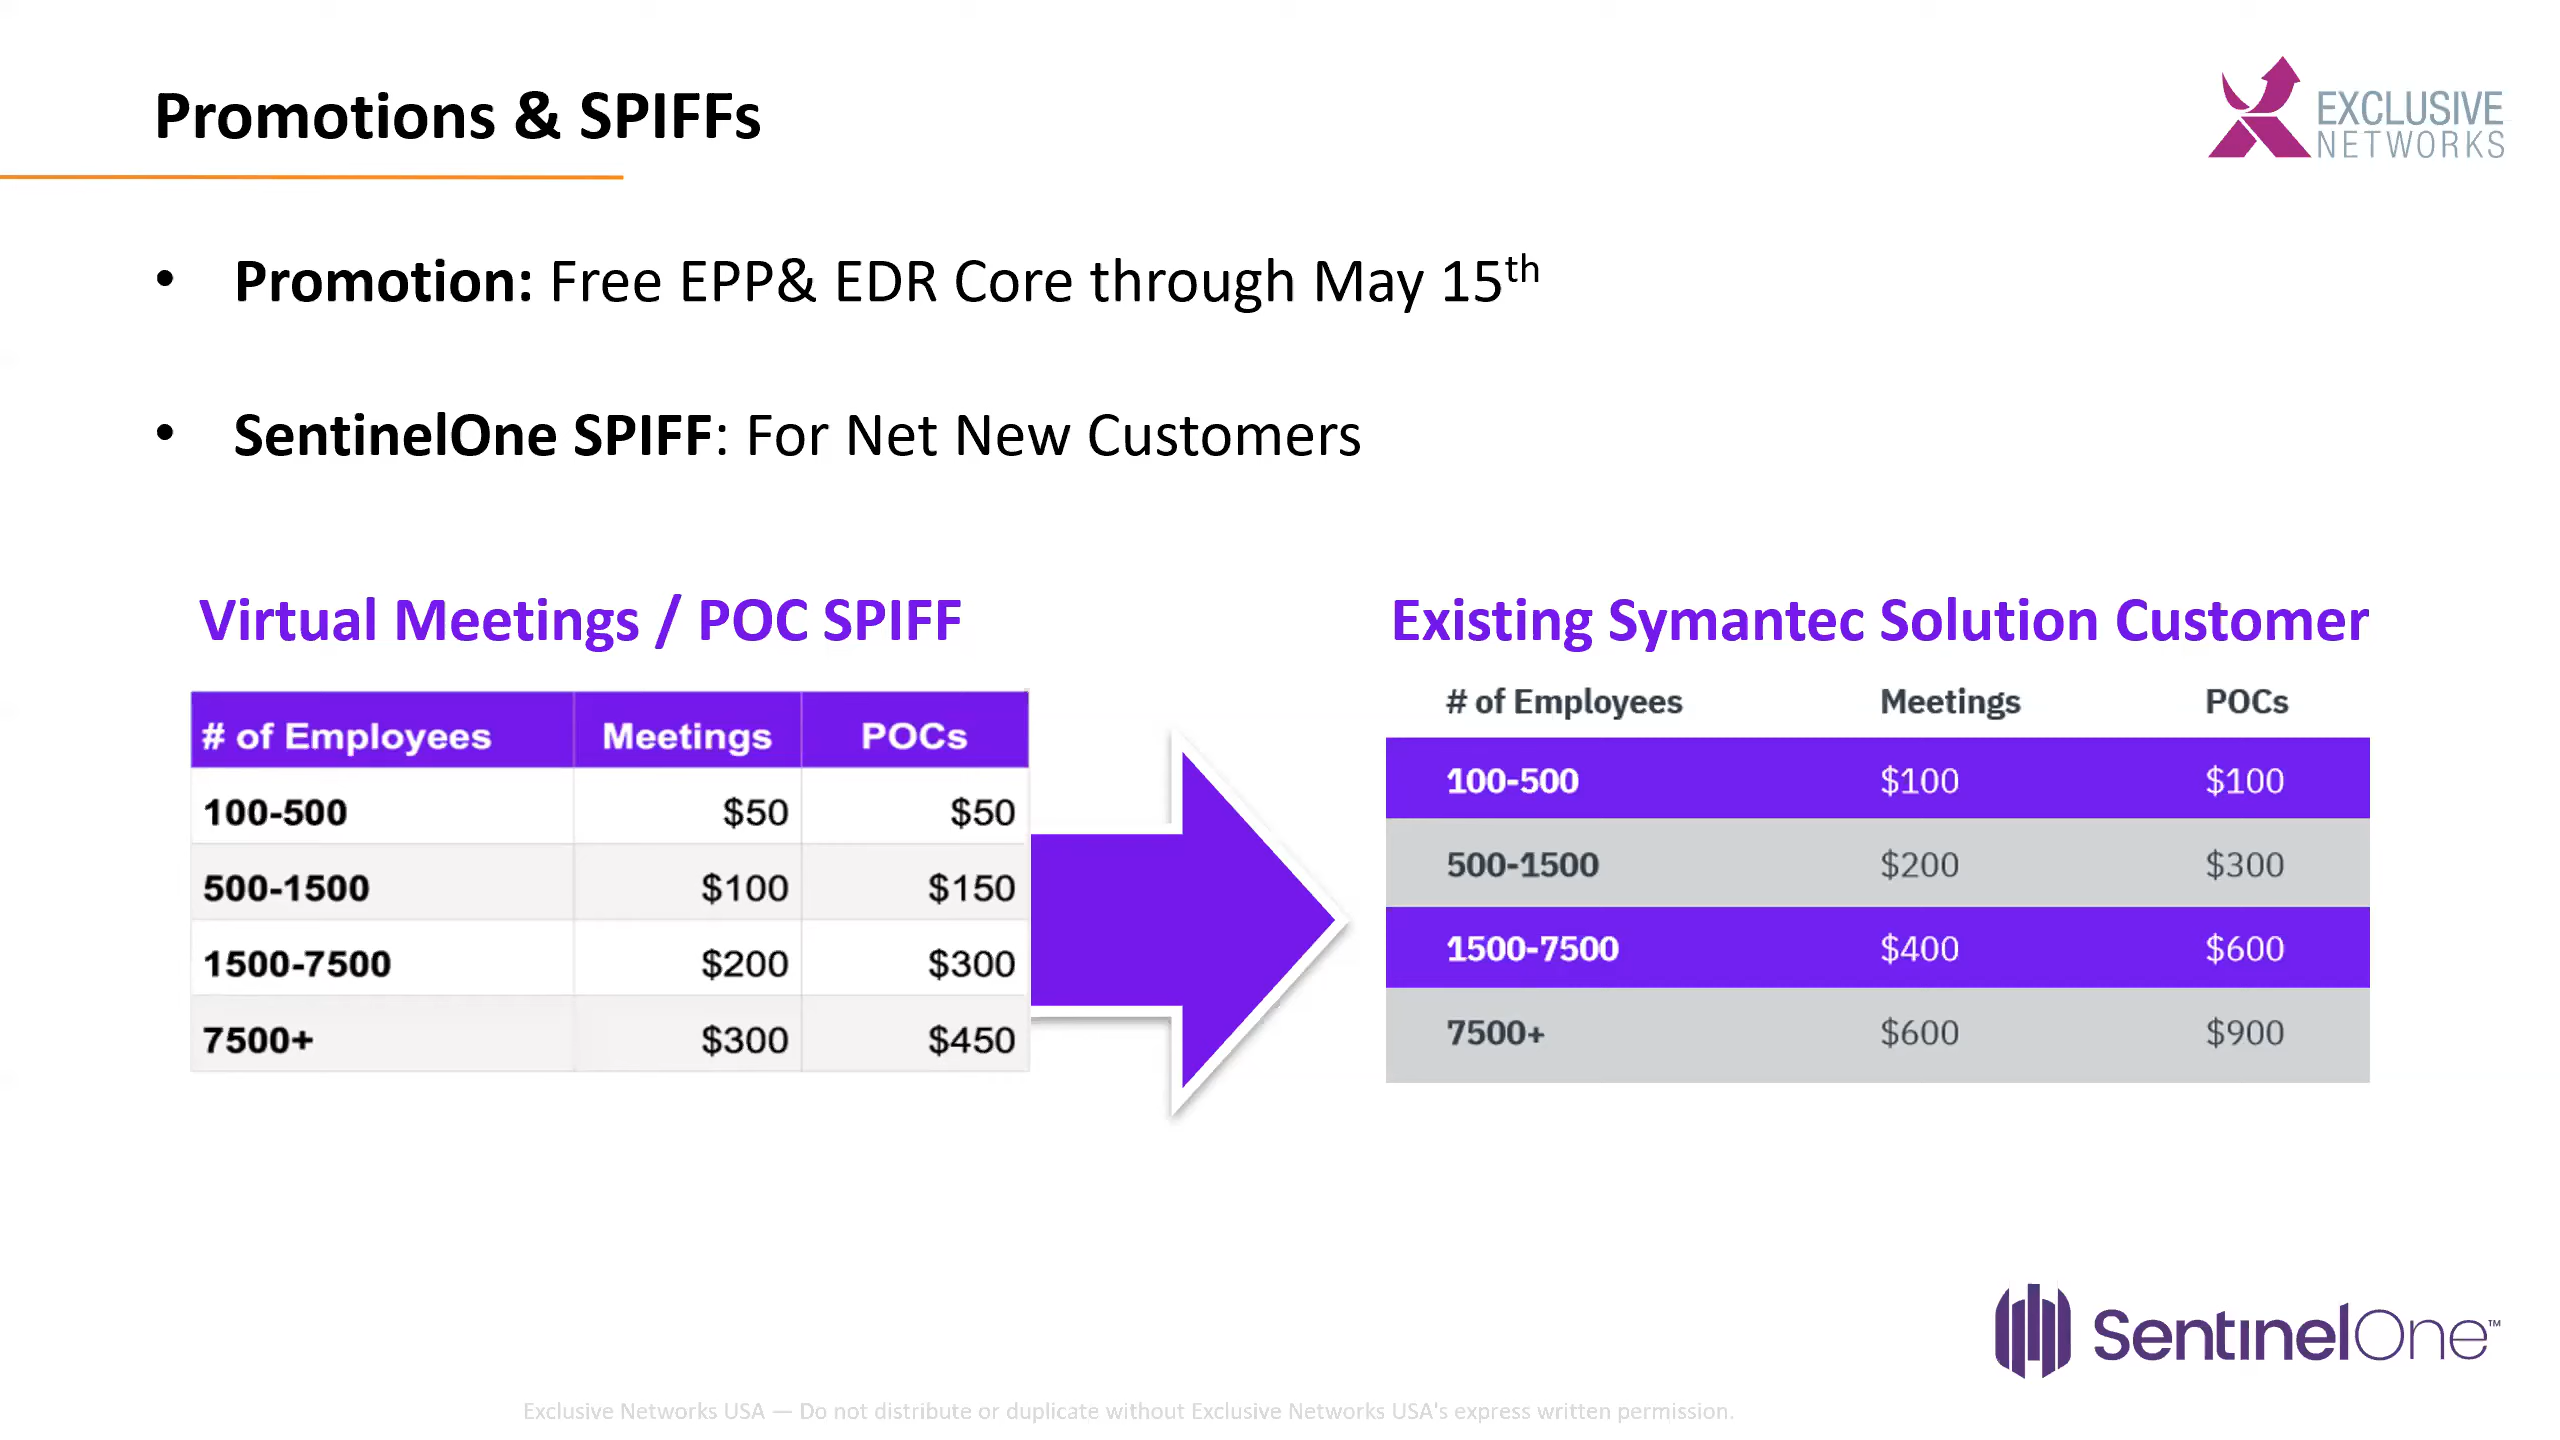 Promotions & SPIFFs
EXCLUSIVE
NETWORKS
• Promotion: Free EPP& EDR Core through May 15th
• SentinelOne SPIFF: For Net New Customers
Virtual Meetings / POC SPIFF
# of Employees Meetings POCs
100-500 $50 $50
500-1500 $100 $150
1500-7500 $200 $300
7500+ $300 $450
Existing Symantec Solution Customer
# of Employees Meetings POCs
100-500 $100 $100
500-1500 $200 $300
1500-7500 $400 $600
7500+ $600 $900
SentinelOne™
Exclusive Networks USA — Do not distribute or duplicate without Exclusive Networks USA's express written permission.